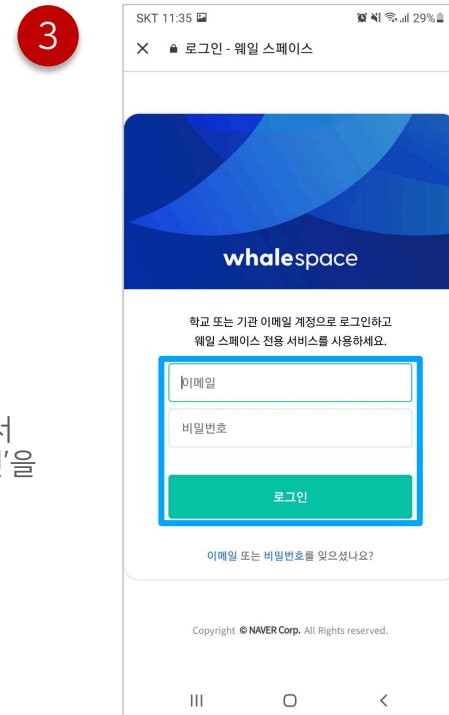 3
SKT 11:35 29%
로그인 - 웨일 스페이스
whalespace
학교 또는 기관 이메일 계정으로 로그인하고
웨일 스페이스 전용 서비스를 사용하세요.
이메일
비밀번호
로그인
이메일 또는 비밀번호를 잊으셨나요?
Copyright © NAVER Corp. All Rights reserved.
서
'을